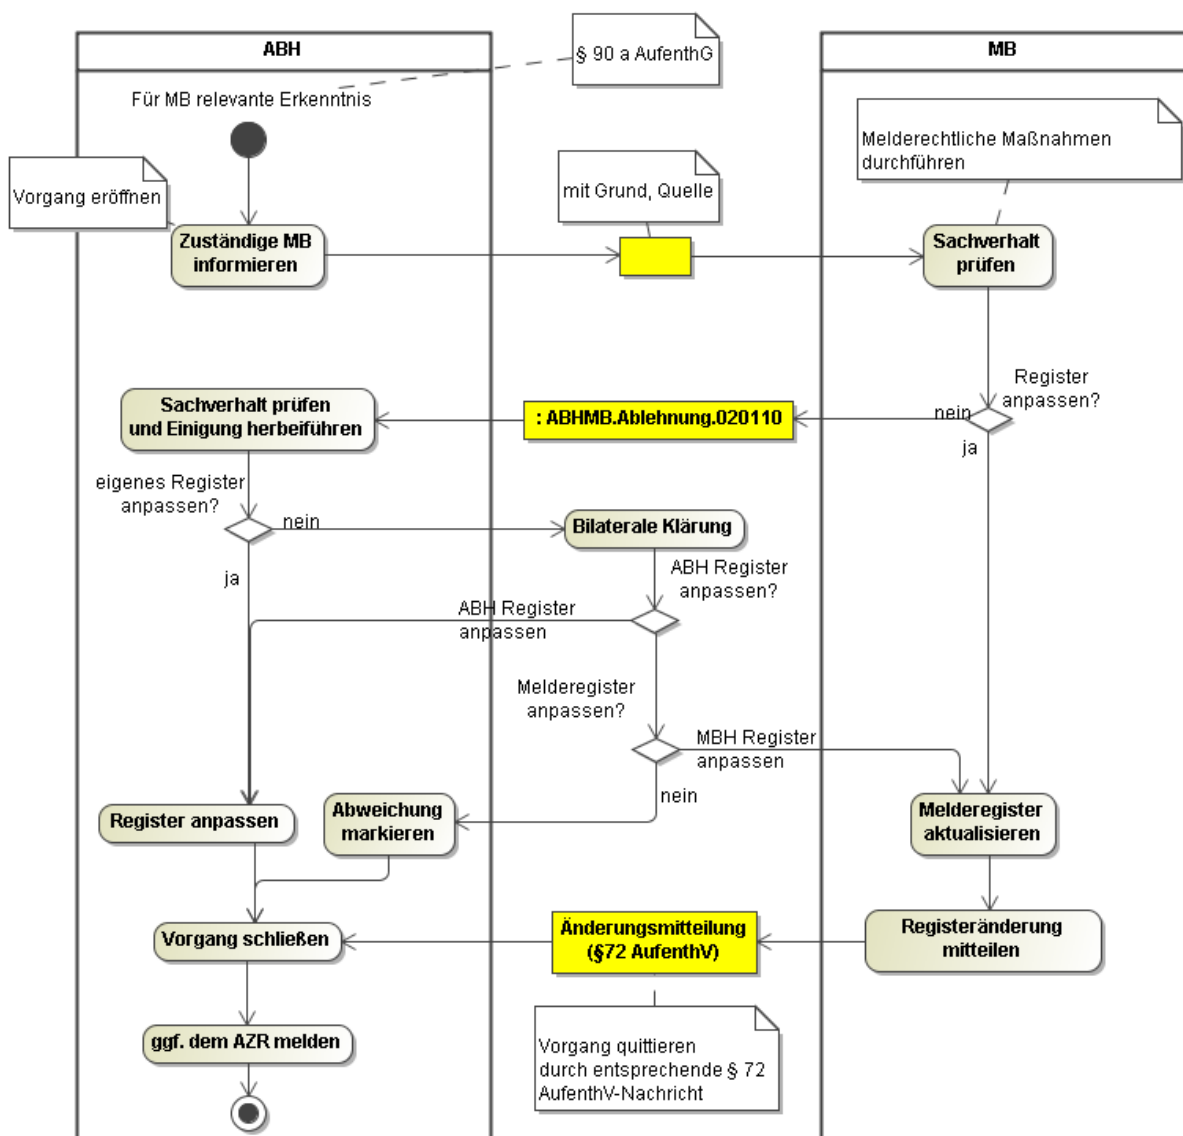 ABH
MB
§ 90 a AufenthG
Für MB relevante Erkenntnis
Melderechtliche Maßnahmen
durchführen
Vorgang eröffnen
mit Grund, Quelle
Zuständige MB
informieren
Sachverhalt
prüfen
Register
anpassen?
Sachverhalt prüfen
und Einigung herbeiführen
: ABHMB.Ablehnung.020110
nein
ja
eigenes Register
anpassen?
nein
Bilaterale Klärung
ja
ABH Register
anpassen?
ABH Register
anpassen
Melderegister
anpassen?
MBH Register
anpassen
nein
Register anpassen
Abweichung
markieren
Melderegister
aktualisieren
Vorgang schließen
Änderungsmitteilung
(§72 AufenthV)
Registeränderung
mitteilen
ggf. dem AZR melden
Vorgang quittieren
durch entsprechende § 72
AufenthV-Nachricht